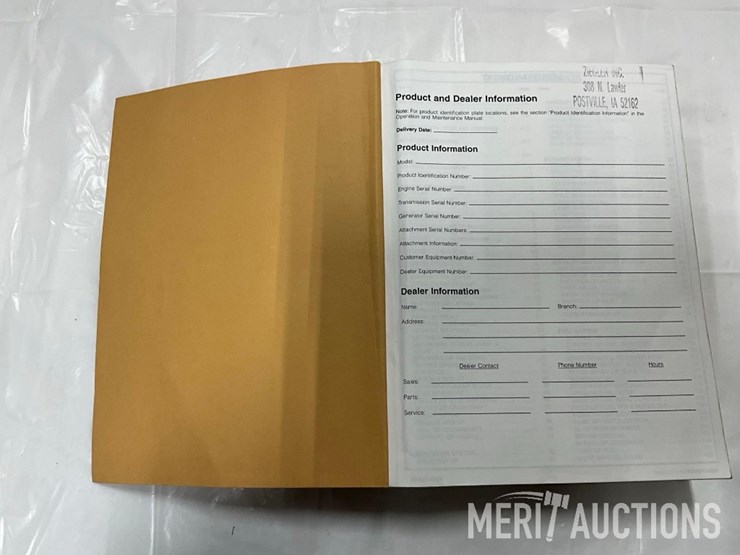 ZIEGLER INC.
308 N. Lawler
POSTVILLE, IA 52162
Product and Dealer Information
Note: For product identification plate locations, see the section "Product Identification Information" in the
Operation and Maintenance Manual.
Delivery Date:
Product Information
Model:
Product Identification Number:
Engine Serial Number:
Transmission Serial Number:
Generator Serial Number:
Attachment Serial Numbers:
Attachment Information:
Customer Equipment Number:
Dealer Equipment Number:
Dealer Information
Name: Branch:
Address:
Dealer Contact Phone Number Hours
Sales:
Parts:
Service:
MERIT AUCTIONS